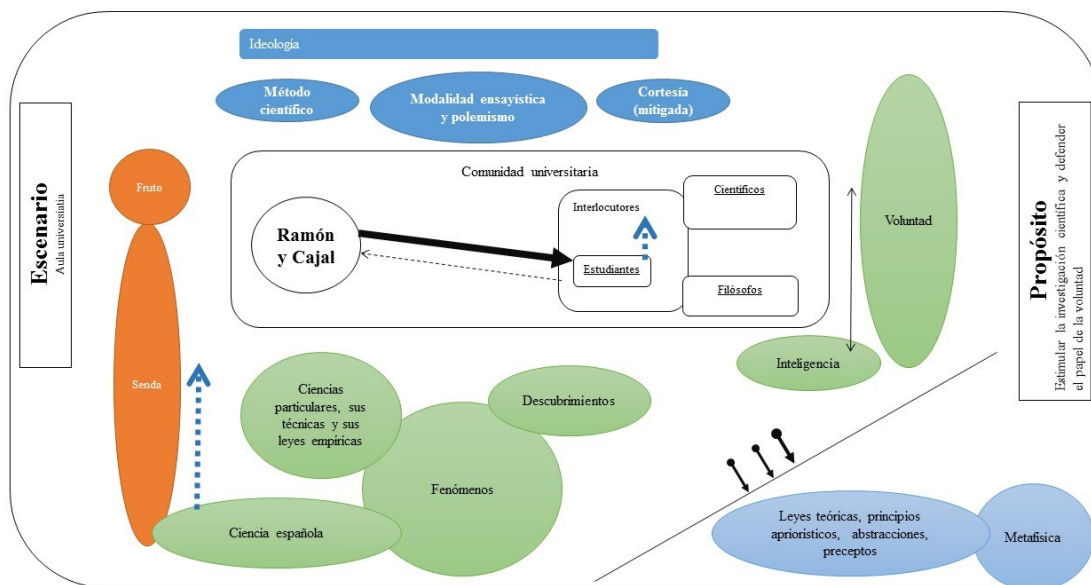 Ideología
Método
científico
Modalidad ensayística
y polemismo
Cortesía
(mitigada)
Escenario
Aula universiatia
Fruto
Senda
Comunidad universitaria
Ramón
y Cajal
Interlocutores
Estudiantes
Científicos
Filósofos
Voluntad
Inteligencia
Propósito
Estimular la investigación científica y defender
el papel de la voluntad
Ciencias
particulares, sus
técnicas y sus
leyes empíricas
Descubrimientos
Fenómenos
Ciencia española
Leyes teóricas, principios
apriorísticos, abstracciones,
preceptos
Metafísica